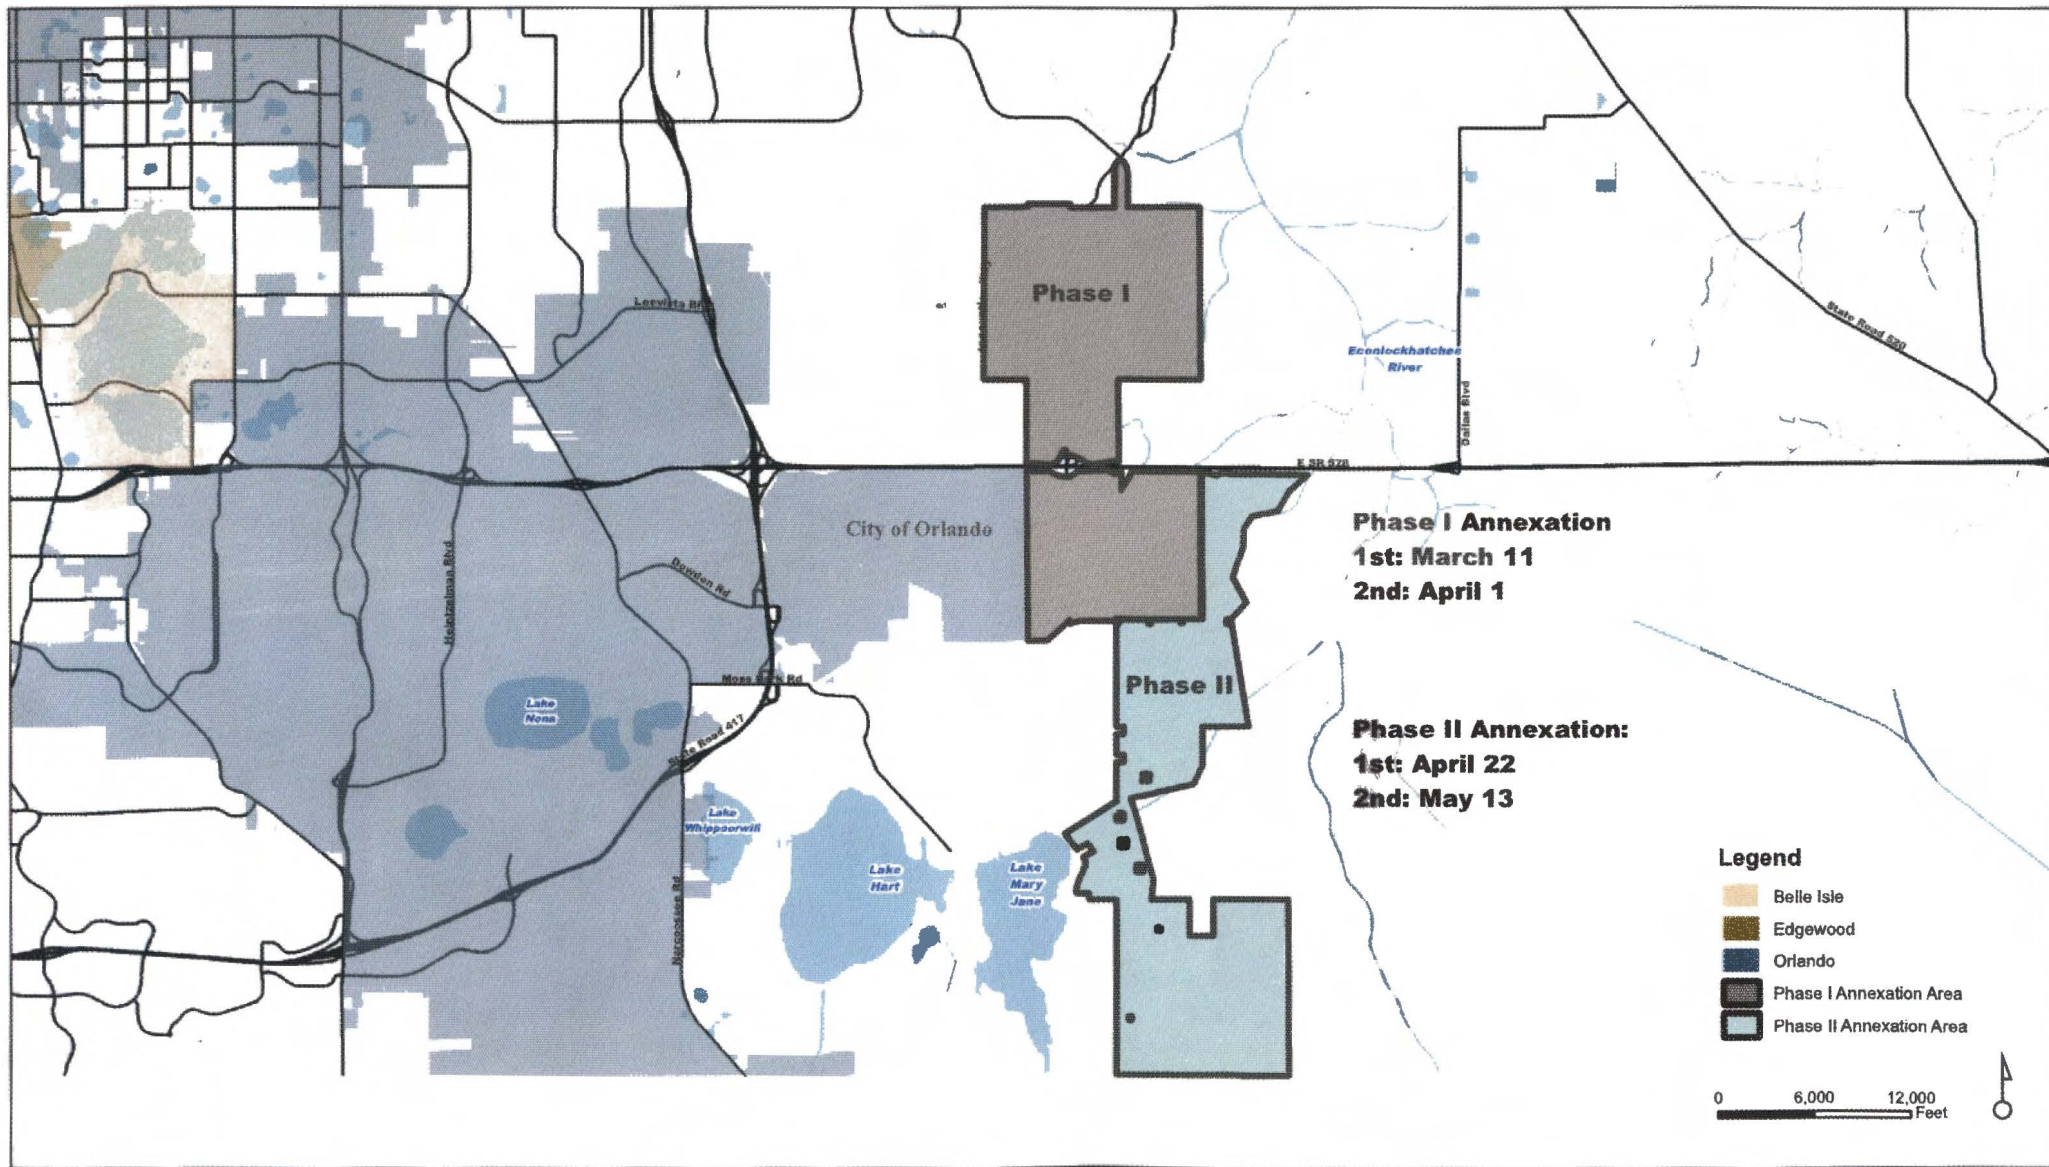 Leevista Bl
Phase I
Econlockhatchee
River
State Road 520
Dallas Blvd
E SR 528
City of Orlando
Phase I Annexation
1st: March 11
2nd: April 1
Heintzelman Blvd
Dowden Rd
Moss Park Rd
Phase II
Lake
Nona
State Road 417
Phase II Annexation:
1st: April 22
2nd: May 13
Lake
Whippoorwill
Lake
Hart
Lake
Mary
Jane
Narcoossee Rd
Legend
Belle Isle
Edgewood
Orlando
Phase I Annexation Area
Phase II Annexation Area
0 6,000 12,000
Feet